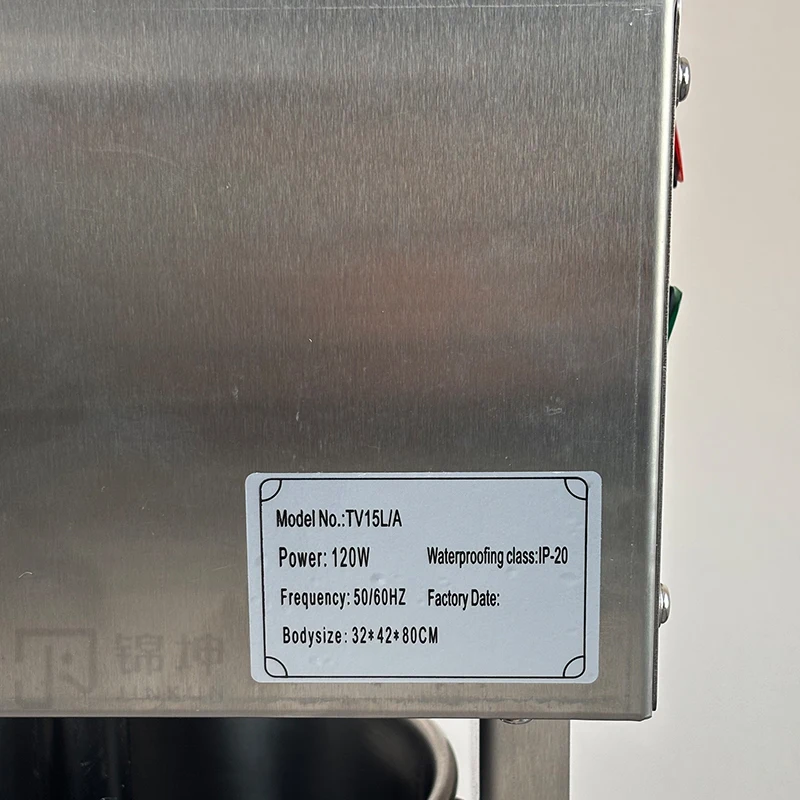 Model No.:TV15L/A
Power: 120W Waterproofing class:IP-20
Frequency: 50/60HZ Factory Date:
Bodysize: 32*42*80CM
锦坤
JINKUN